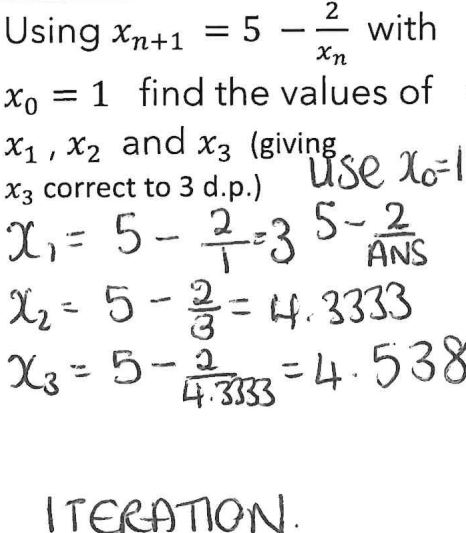 Using xₙ₊₁ = 5 − 2/xₙ with
x₀ = 1 find the values of
x₁ , x₂ and x₃ (giving
x₃ correct to 3 d.p.)
use x₀=1
5 - 2/ANS
x₁ = 5 - 2/1 = 3
x₂ = 5 - 2/3 = 4.3333
x₃ = 5 - 2/4.3333 = 4.538
ITERATION.